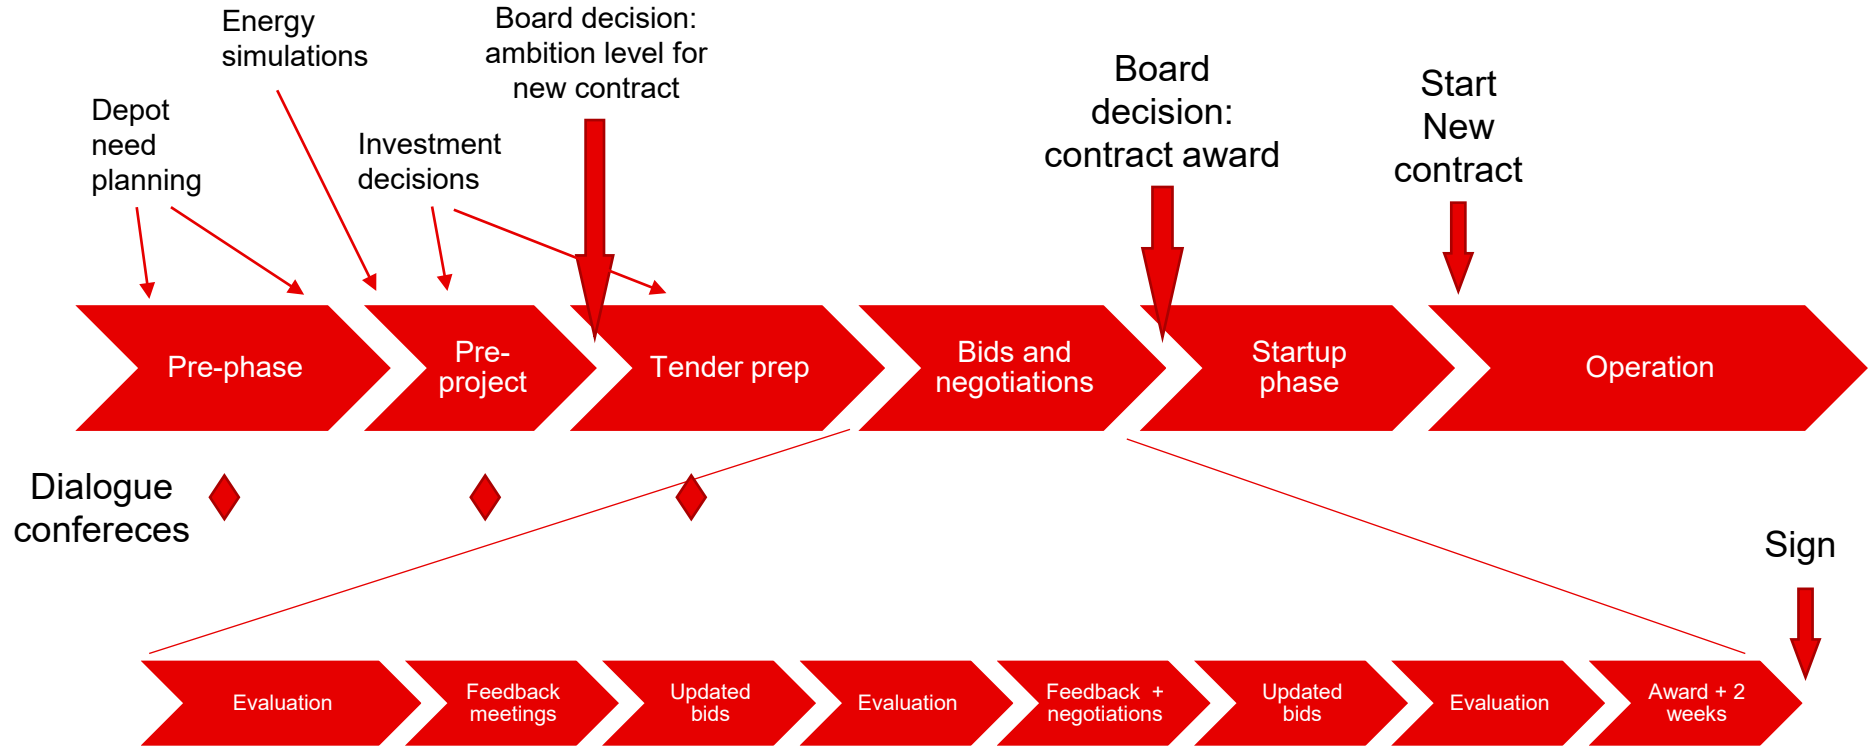 Energy
simulations
Board decision:
ambition level for
new contract
Depot
need
planning
Investment
decisions
Board
decision:
contract award
Start
New
contract
Pre-phase
Pre-
project
Tender prep
Bids and
negotiations
Startup
phase
Operation
Dialogue
confereces
Sign
Evaluation
Feedback
meetings
Updated
bids
Evaluation
Feedback +
negotiations
Updated
bids
Evaluation
Award + 2
weeks